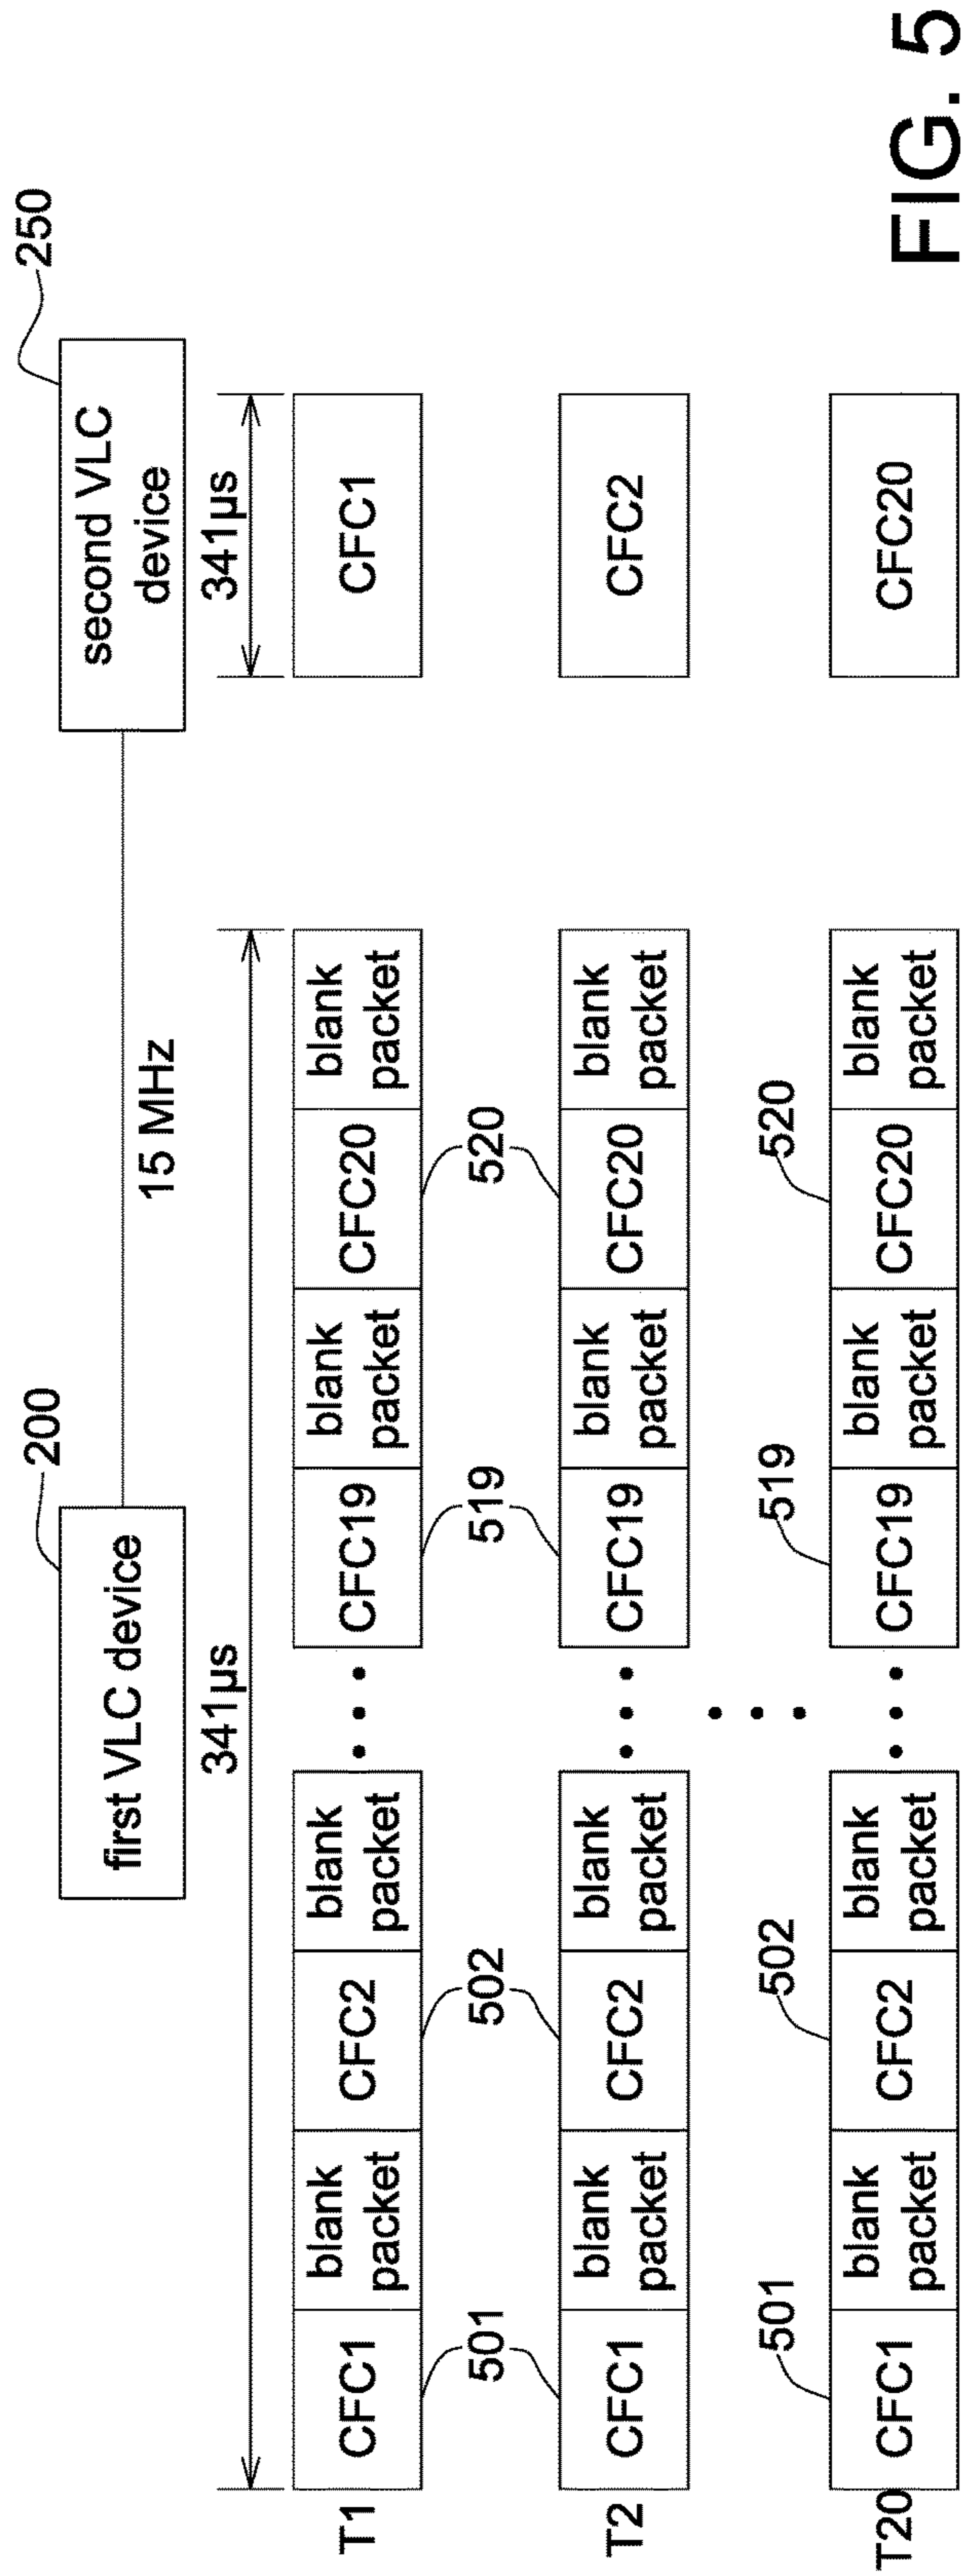 250
200
first VLC device
15 MHz
second VLC
device
341µs
341µs
T1
CFC1
blank
packet
CFC2
blank
packet
CFC19
blank
packet
CFC20
blank
packet
CFC1
501
502
519
520
T2
CFC1
blank
packet
CFC2
blank
packet
CFC19
blank
packet
CFC20
blank
packet
CFC2
501
502
519
520
T20
CFC1
blank
packet
CFC2
blank
packet
CFC19
blank
packet
CFC20
blank
packet
CFC20
FIG. 5